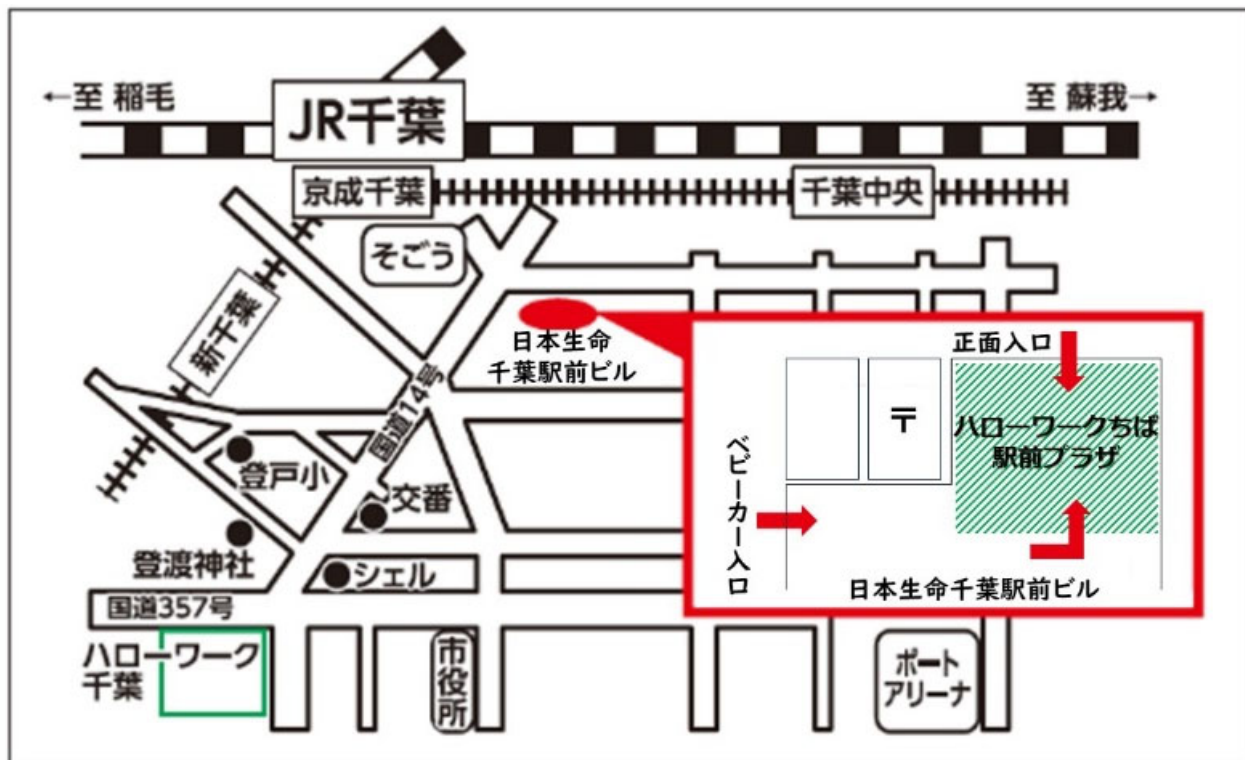 ←至 稲毛
JR千葉
至 蘇我→
京成千葉
千葉中央
そごう
新千葉
日本生命
千葉駅前ビル
国道14号
正面入口
〒
ハローワークちば
駅前プラザ
ベビーカー入口
日本生命千葉駅前ビル
登戸小
交番
登渡神社
シェル
国道357号
ハローワーク
千葉
市役所
ポート
アリーナ